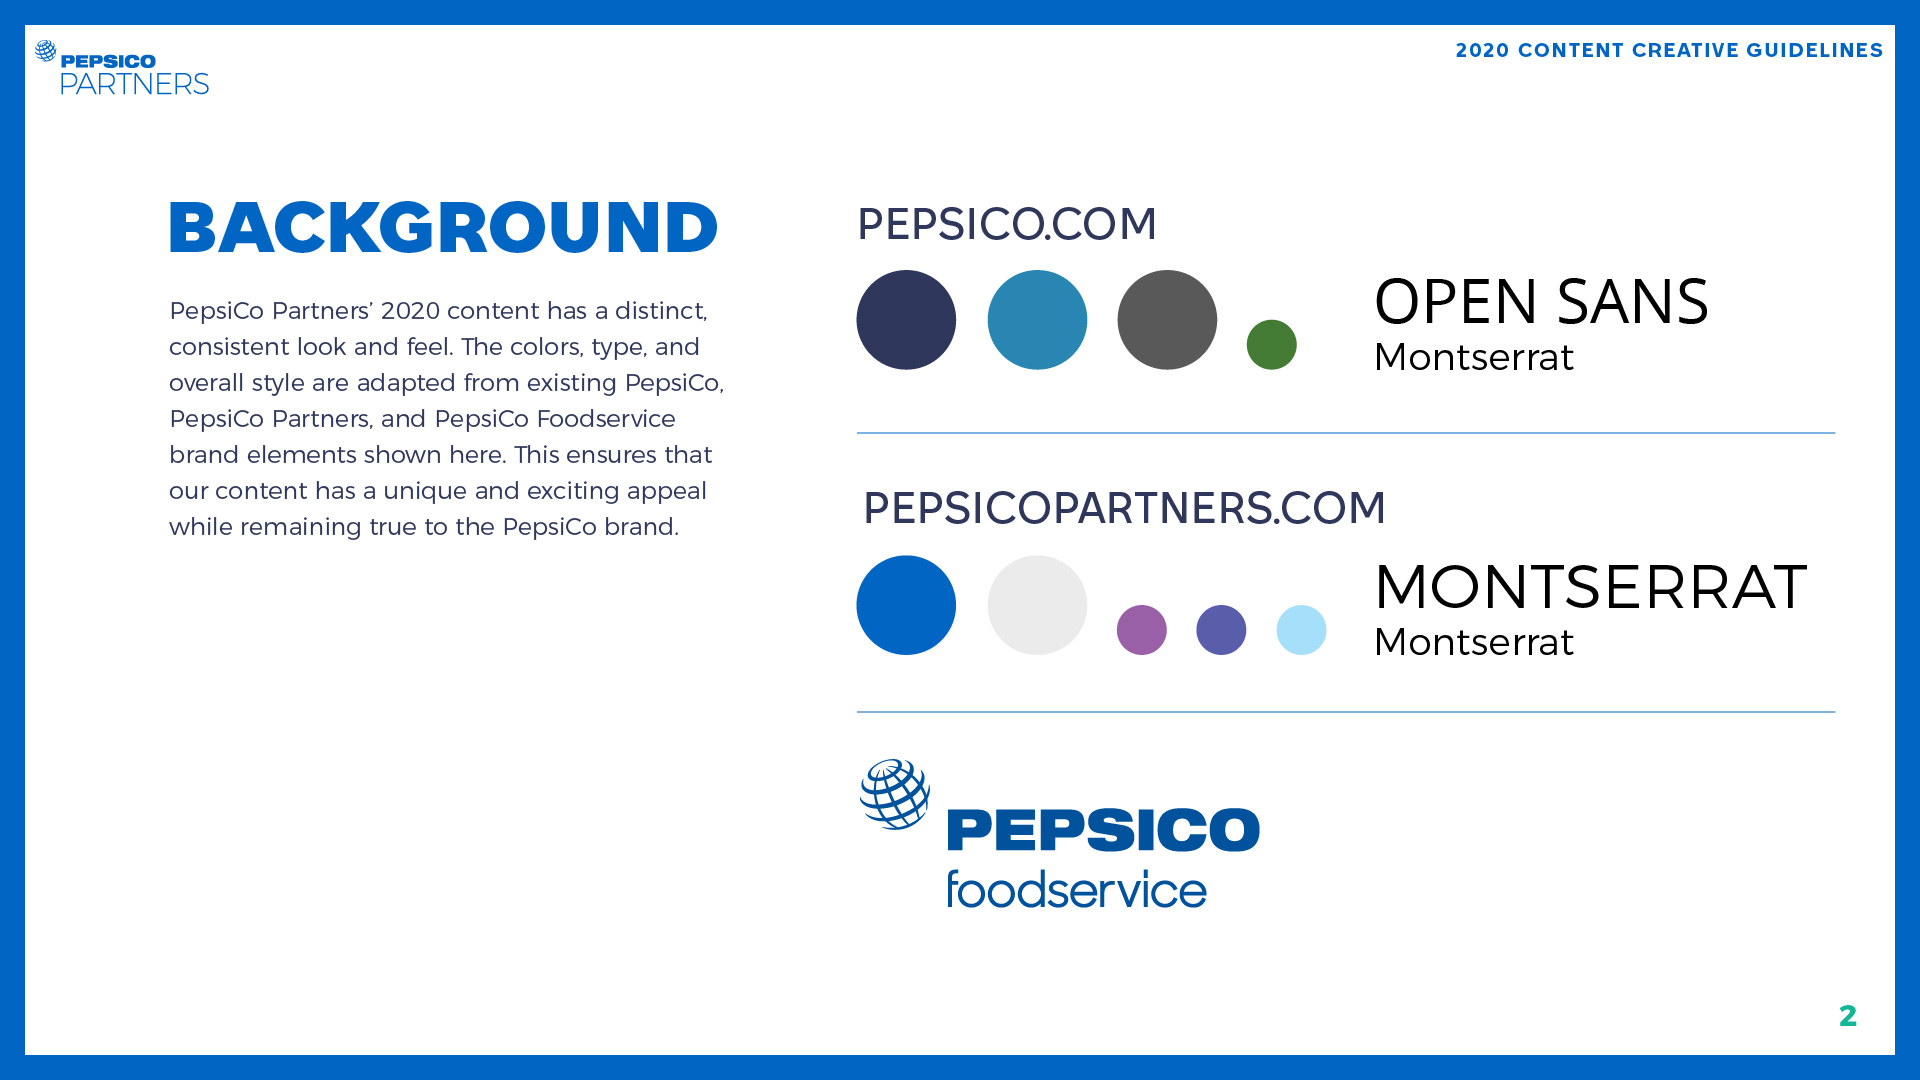 PEPSICO
PARTNERS
2020 CONTENT CREATIVE GUIDELINES
BACKGROUND
PepsiCo Partners’ 2020 content has a distinct,
consistent look and feel. The colors, type, and
overall style are adapted from existing PepsiCo,
PepsiCo Partners, and PepsiCo Foodservice
brand elements shown here. This ensures that
our content has a unique and exciting appeal
while remaining true to the PepsiCo brand.
PEPSICO.COM
OPEN SANS
Montserrat
PEPSICOPARTNERS.COM
MONTSERRAT
Montserrat
PEPSICO
foodservice
2